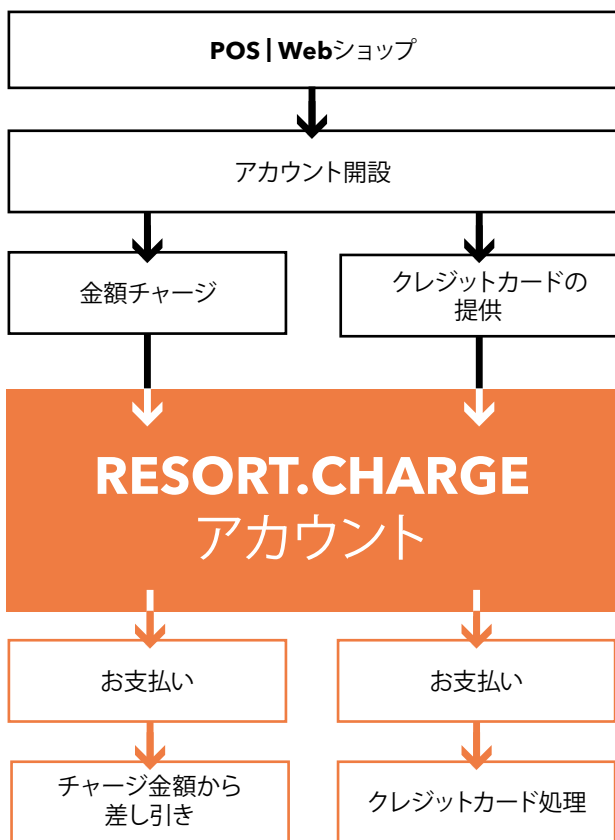 POS | Webショップ
アカウント開設
金額チャージ
クレジットカードの
提供
RESORT.CHARGE
アカウント
お支払い
お支払い
チャージ金額から
差し引き
クレジットカード処理